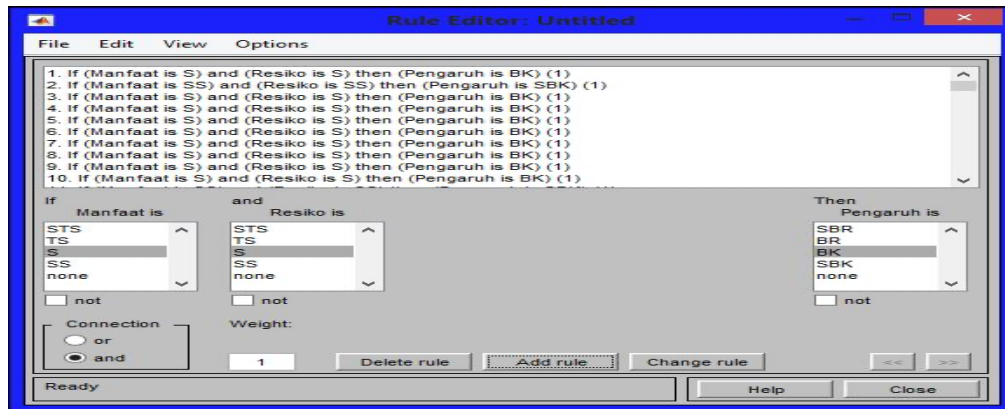 Rule Editor: Untitled
File Edit View Options
1. If (Manfaat is S) and (Resiko is S) then (Pengaruh is BK) (1)
2. If (Manfaat is SS) and (Resiko is SS) then (Pengaruh is SBK) (1)
3. If (Manfaat is S) and (Resiko is S) then (Pengaruh is BK) (1)
4. If (Manfaat is S) and (Resiko is S) then (Pengaruh is BK) (1)
5. If (Manfaat is S) and (Resiko is S) then (Pengaruh is BK) (1)
6. If (Manfaat is S) and (Resiko is S) then (Pengaruh is BK) (1)
7. If (Manfaat is S) and (Resiko is S) then (Pengaruh is BK) (1)
8. If (Manfaat is S) and (Resiko is S) then (Pengaruh is BK) (1)
9. If (Manfaat is S) and (Resiko is S) then (Pengaruh is BK) (1)
10. If (Manfaat is S) and (Resiko is S) then (Pengaruh is BK) (1)
If and Then
Manfaat is Resiko is Pengaruh is
STS STS SBR
TS TS BR
S S BK
SS SS SBK
none none none
not not not
Connection Weight:
or
and 1 Delete rule Add rule Change rule << >>
Ready Help Close